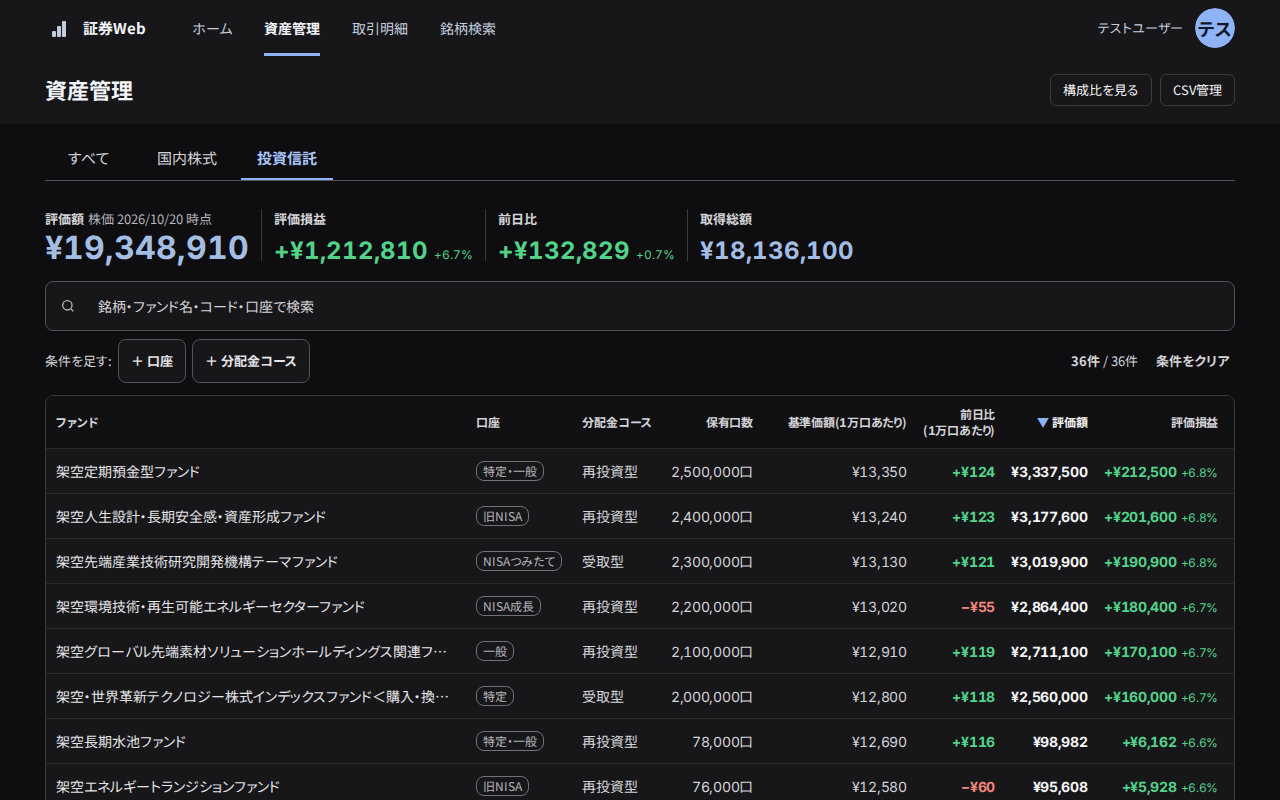 証券Web ホーム 資産管理 取引明細 銘柄検索 テストユーザー テス
資産管理 構成比を見る CSV管理
すべて 国内株式 投資信託
評価額 株価 2026/10/20 時点 評価損益 前日比 取得総額
¥19,348,910 +¥1,212,810 +6.7% +¥132,829 +0.7% ¥18,136,100
銘柄・ファンド名・コード・口座で検索
条件を足す: ＋ 口座 ＋ 分配金コース 36件 / 36件 条件をクリア
ファンド 口座 分配金コース 保有口数 基準価額(1万口あたり) 前日比 (1万口あたり) ▼ 評価額 評価損益
架空定期預金型ファンド 特定・一般 再投資型 2,500,000口 ¥13,350 +¥124 ¥3,337,500 +¥212,500 +6.8%
架空人生設計・長期安全感・資産形成ファンド 旧NISA 再投資型 2,400,000口 ¥13,240 +¥123 ¥3,177,600 +¥201,600 +6.8%
架空先端産業技術研究開発機構テーマファンド NISAつみたて 受取型 2,300,000口 ¥13,130 +¥121 ¥3,019,900 +¥190,900 +6.8%
架空環境技術・再生可能エネルギーセクターファンド NISA成長 再投資型 2,200,000口 ¥13,020 −¥55 ¥2,864,400 +¥180,400 +6.7%
架空グローバル先端素材ソリューションホールディングス関連フ… 一般 再投資型 2,100,000口 ¥12,910 +¥119 ¥2,711,100 +¥170,100 +6.7%
架空・世界革新テクノロジー株式インデックスファンド＜購入・換… 特定 受取型 2,000,000口 ¥12,800 +¥118 ¥2,560,000 +¥160,000 +6.7%
架空長期水池ファンド 特定・一般 再投資型 78,000口 ¥12,690 +¥116 ¥98,982 +¥6,162 +6.6%
架空エネルギートランジションファンド 旧NISA 再投資型 76,000口 ¥12,580 −¥60 ¥95,608 +¥5,928 +6.6%